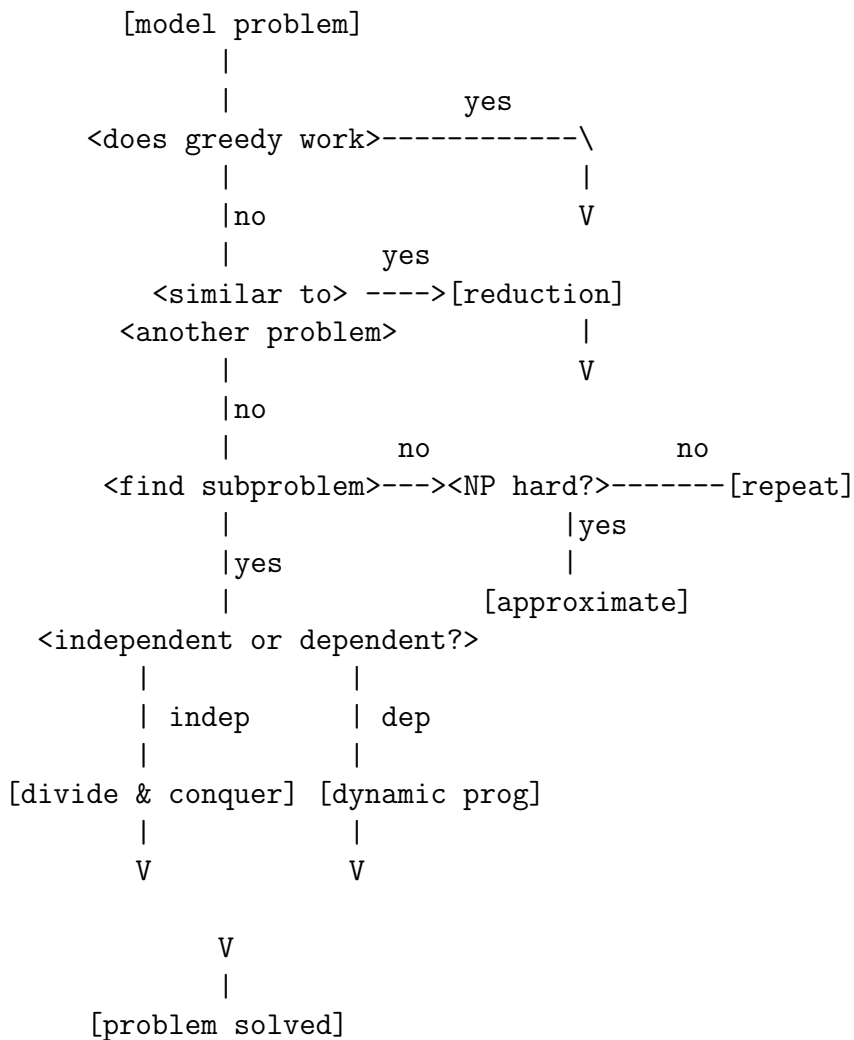 [model problem]
|
| yes
<does greedy work>------------\
| |
|no V
| yes
<similar to> ---->[reduction]
<another problem> |
| V
|no
| no no
<find subproblem>---><NP hard?>-------[repeat]
| |yes
|yes |
| [approximate]
<independent or dependent?>
| |
| indep | dep
| |
[divide & conquer] [dynamic prog]
| |
V V
V
|
[problem solved]